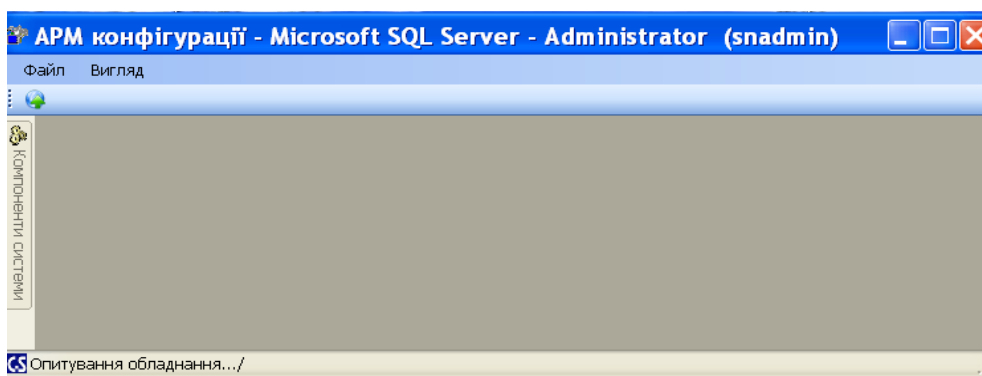 АРМ конфігурації - Microsoft SQL Server - Administrator (snadmin)
Файл Вигляд
Компоненти системи
Опитування обладнання.../